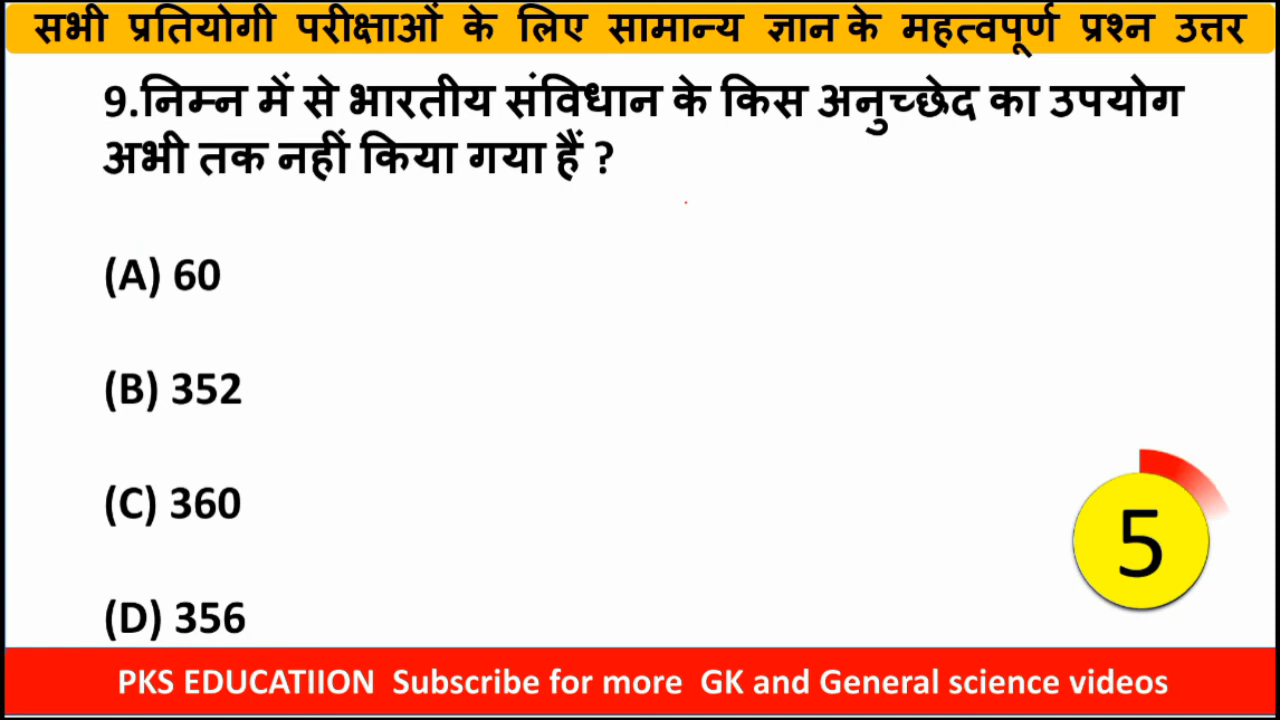 सभी प्रतियोगी परीक्षाओं के लिए सामान्य ज्ञान के महत्वपूर्ण प्रश्न उत्तर
9.निम्न में से भारतीय संविधान के किस अनुच्छेद का उपयोग
अभी तक नहीं किया गया हैं ?
(A) 60
(B) 352
(C) 360
(D) 356
5
PKS EDUCATIION Subscribe for more GK and General science videos